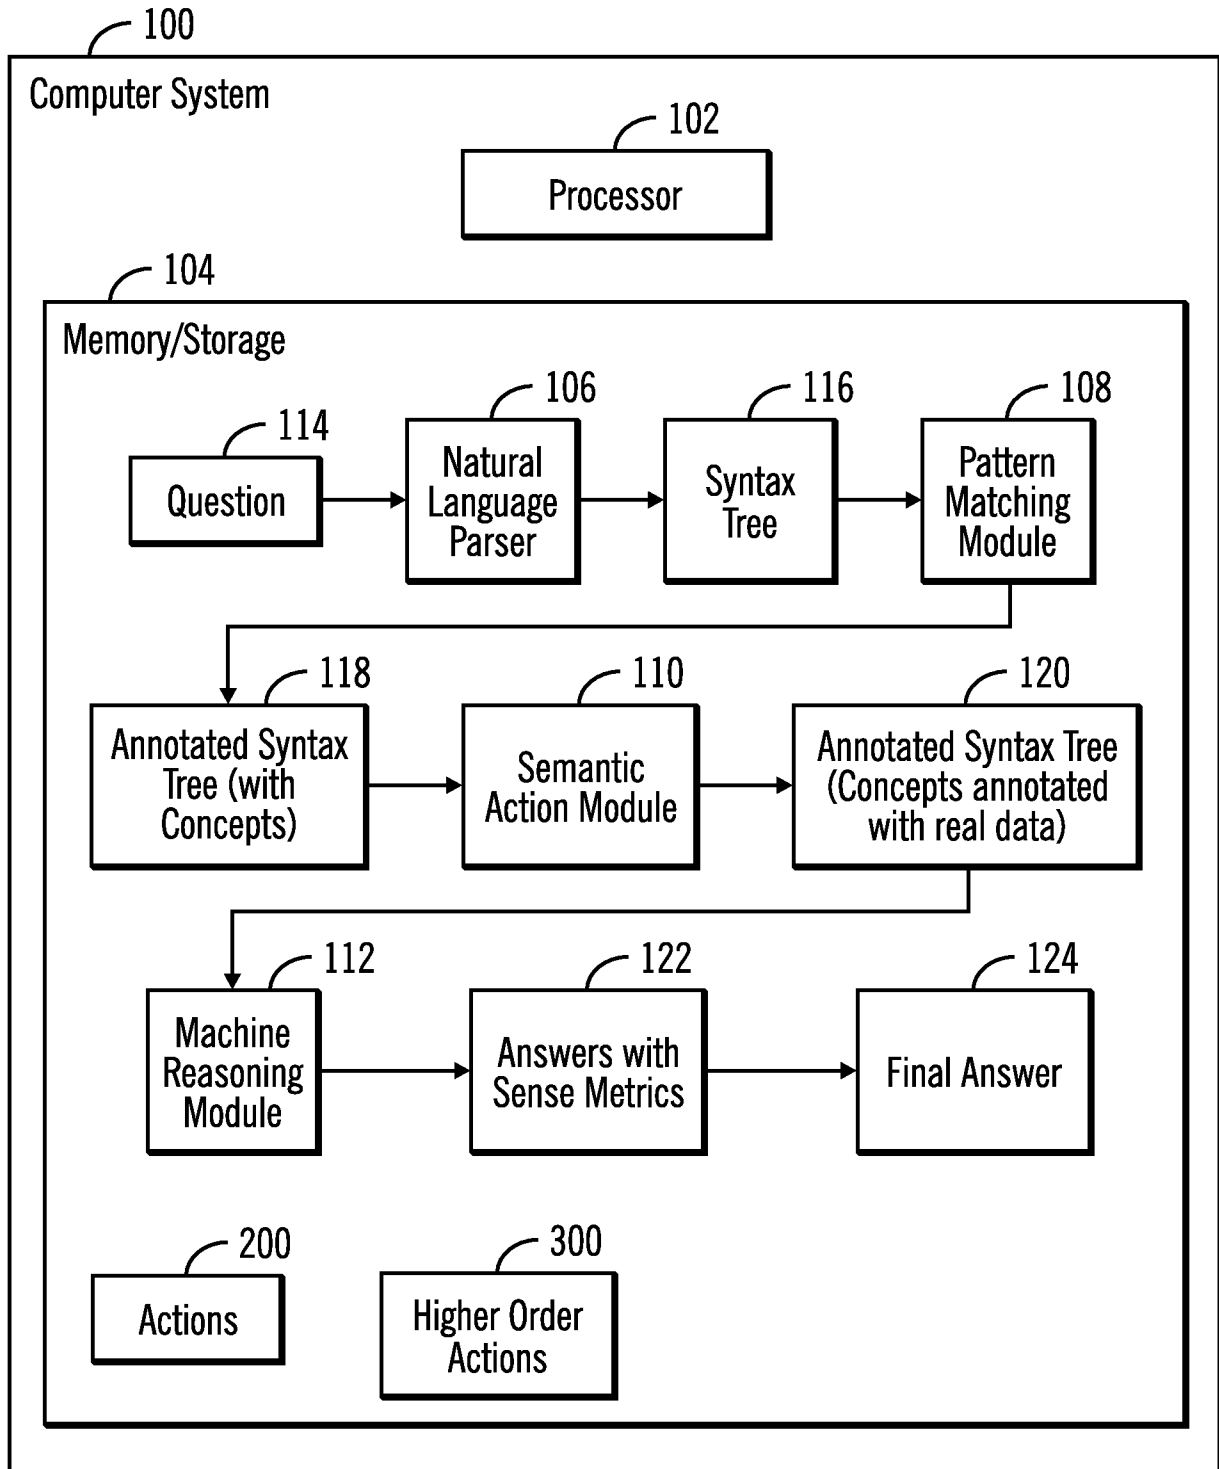 100
Computer System
102
Processor
104
Memory/Storage
106
116
108
114
Question
Natural
Language
Parser
Syntax
Tree
Pattern
Matching
Module
118
110
120
Annotated Syntax
Tree (with
Concepts)
Semantic
Action Module
Annotated Syntax Tree
(Concepts annotated
with real data)
112
122
124
Machine
Reasoning
Module
Answers with
Sense Metrics
Final Answer
200
Actions
300
Higher Order
Actions